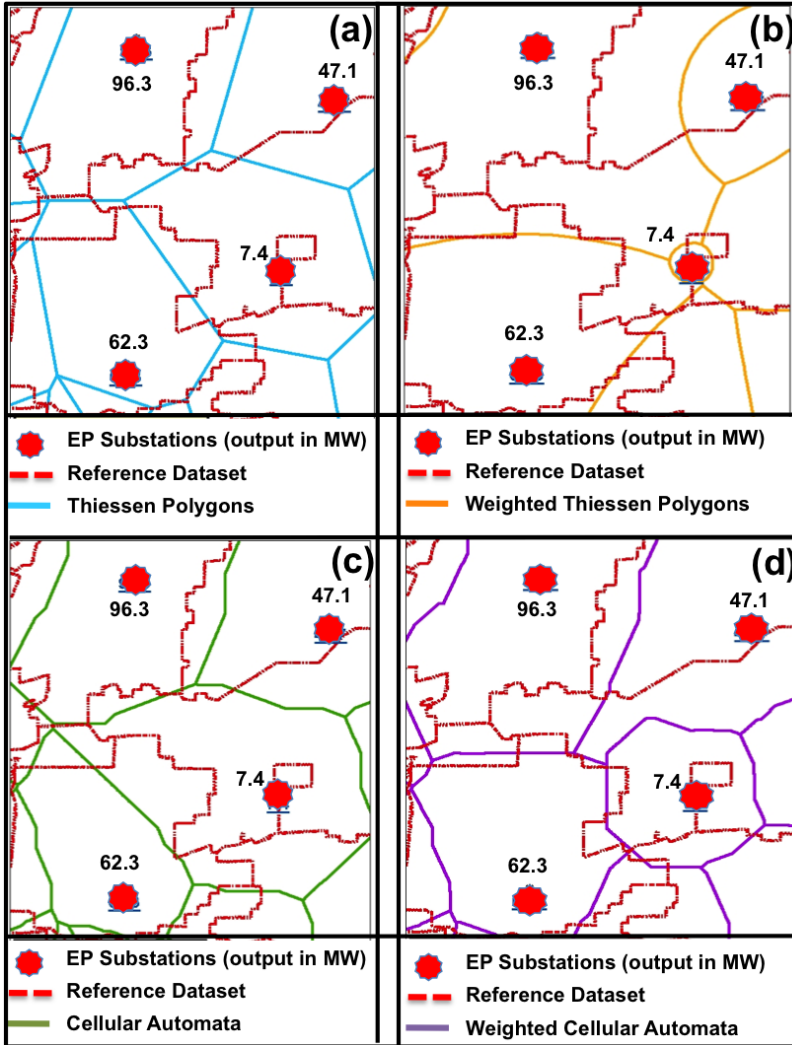 (a)
96.3
47.1
7.4
62.3
EP Substations (output in MW)
Reference Dataset
Thiessen Polygons
(b)
96.3
47.1
7.4
62.3
EP Substations (output in MW)
Reference Dataset
Weighted Thiessen Polygons
(c)
96.3
47.1
7.4
62.3
EP Substations (output in MW)
Reference Dataset
Cellular Automata
(d)
96.3
47.1
7.4
62.3
EP Substations (output in MW)
Reference Dataset
Weighted Cellular Automata